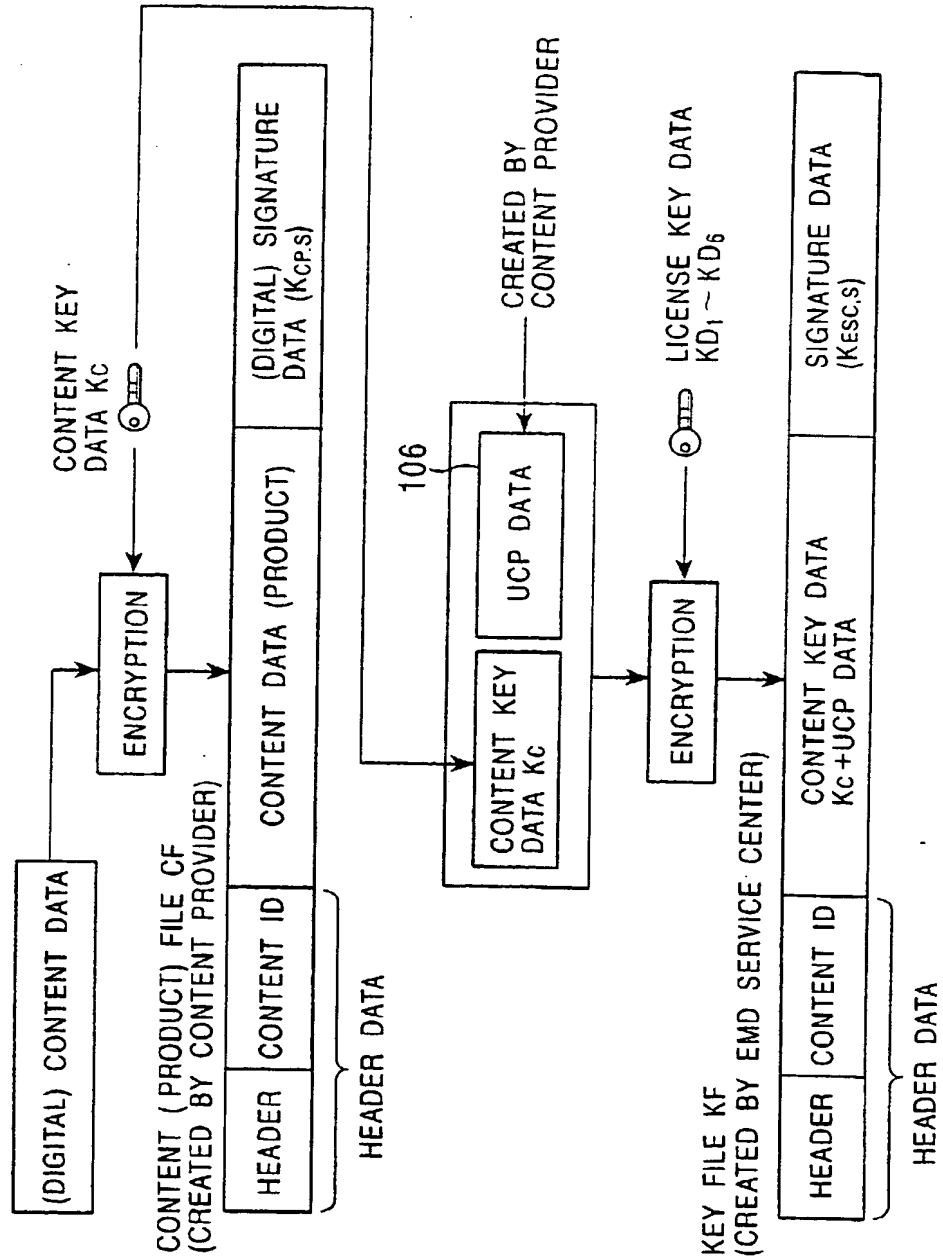 (DIGITAL) CONTENT DATA
CONTENT KEY
DATA Kc
ENCRYPTION
CONTENT (PRODUCT) FILE CF
(CREATED BY CONTENT PROVIDER)
HEADER
CONTENT ID
CONTENT DATA (PRODUCT)
(DIGITAL) SIGNATURE
DATA (KCP.S)
HEADER DATA
106
CONTENT KEY
DATA Kc
UCP DATA
CREATED BY
CONTENT PROVIDER
ENCRYPTION
LICENSE KEY DATA
KD1 ~ KD6
KEY FILE KF
(CREATED BY EMD SERVICE CENTER)
HEADER
CONTENT ID
CONTENT KEY DATA
Kc+UCP DATA
SIGNATURE DATA
(KESC,S)
HEADER DATA